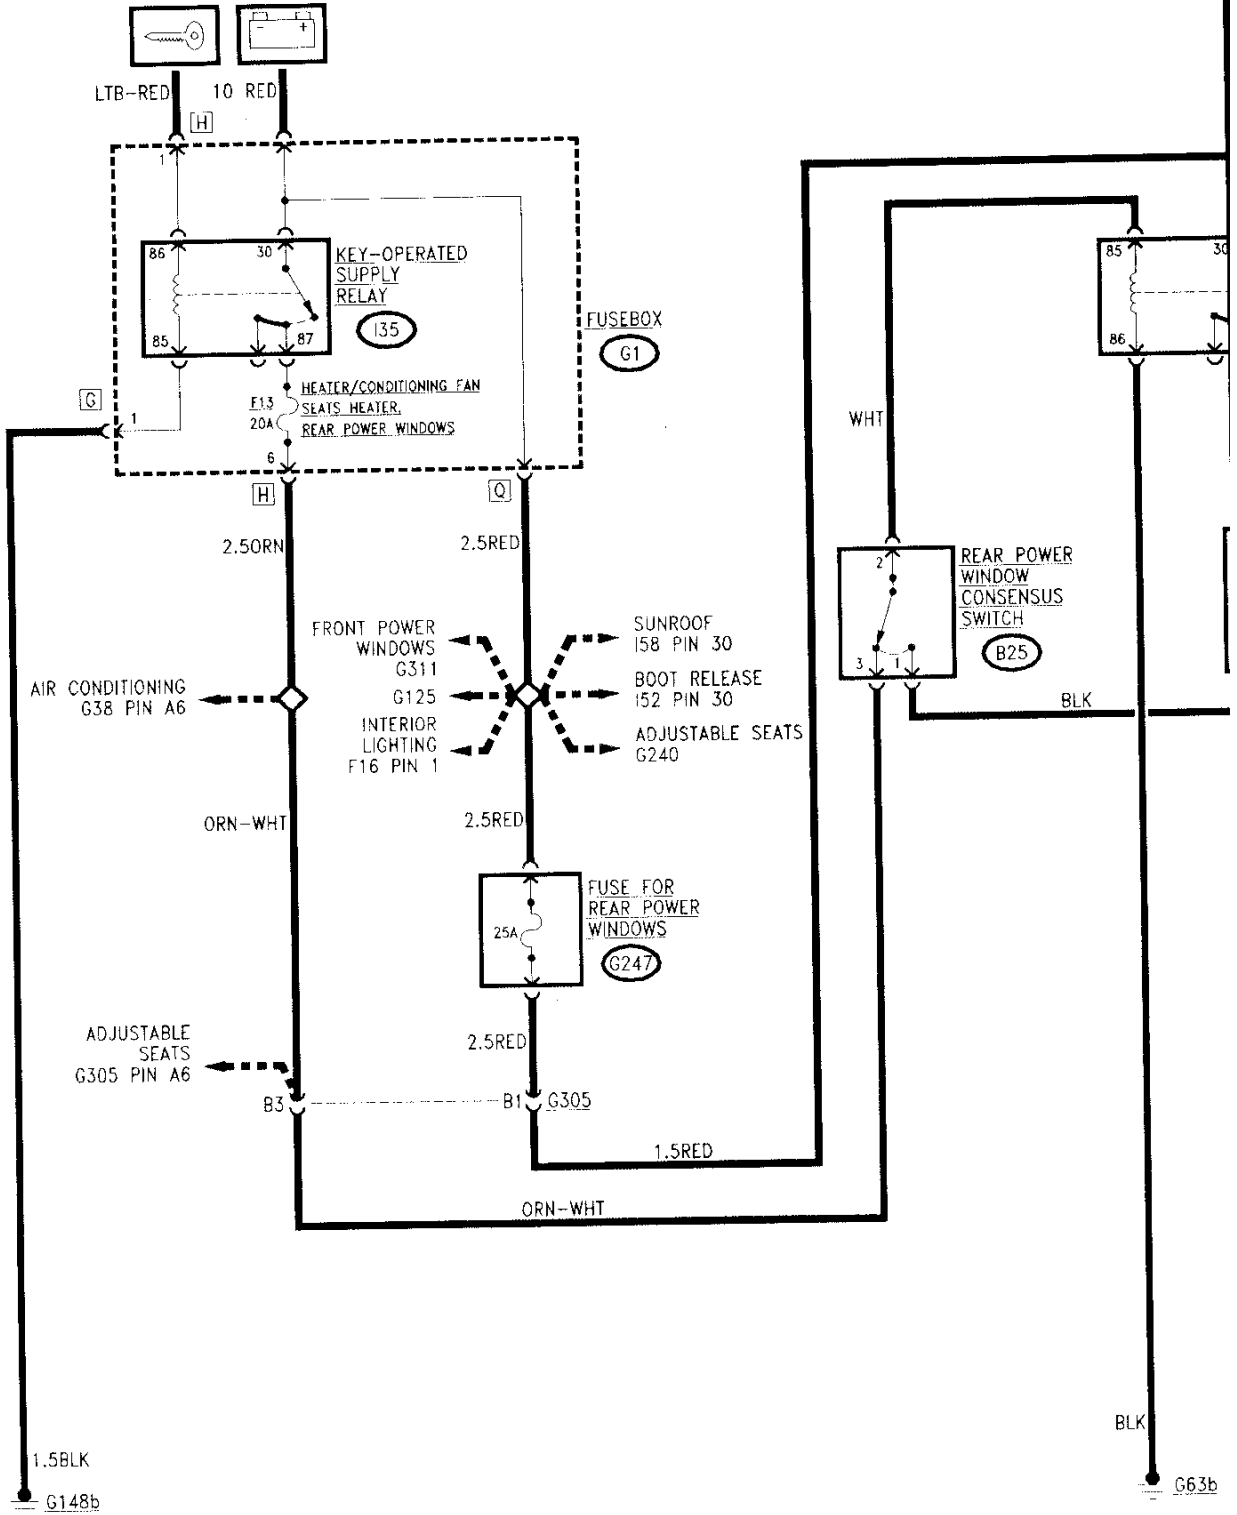 - +
LTB-RED
10 RED
H
1
86
30
KEY-OPERATED
SUPPLY
RELAY
I35
85
87
FUSEBOX
G1
G
1
F13
20A
HEATER/CONDITIONING FAN
SEATS HEATER,
REAR POWER WINDOWS
6
H
Q
2.5ORN
2.5RED
85
30
86
WHT
2
REAR POWER
WINDOW
CONSENSUS
SWITCH
B25
3
1
BLK
FRONT POWER
WINDOWS
G311
G125
INTERIOR
LIGHTING
F16 PIN 1
SUNROOF
I58 PIN 30
BOOT RELEASE
I52 PIN 30
ADJUSTABLE SEATS
G240
AIR CONDITIONING
G38 PIN A6
ORN-WHT
2.5RED
25A
FUSE FOR
REAR POWER
WINDOWS
G247
2.5RED
ADJUSTABLE
SEATS
G305 PIN A6
B3
B1
G305
1.5RED
ORN-WHT
BLK
1.5BLK
G148b
G63b